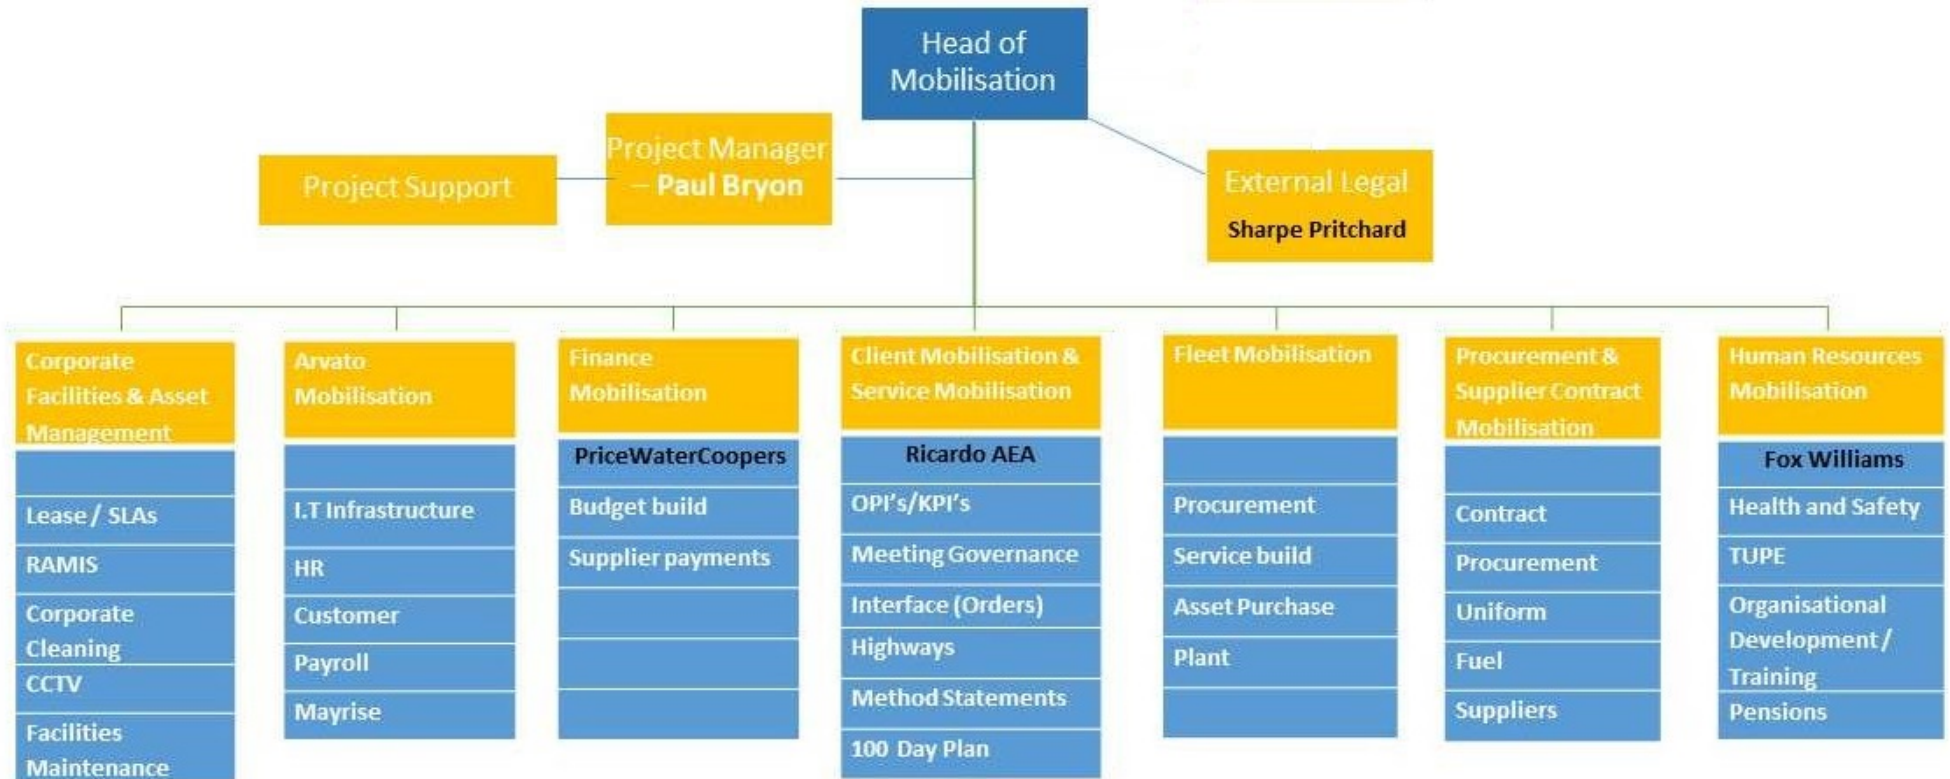 Head of
Mobilisation
Project Support
Project Manager
– Paul Bryon
External Legal
Sharpe Pritchard
Corporate
Facilities & Asset
Management
Lease / SLAs
RAMIS
Corporate
Cleaning
CCTV
Facilities
Maintenance
Arvato
Mobilisation
I.T Infrastructure
HR
Customer
Payroll
Mayrise
Finance
Mobilisation
PriceWaterCoopers
Budget build
Supplier payments
Client Mobilisation &
Service Mobilisation
Ricardo AEA
OPI's/KPI's
Meeting Governance
Interface (Orders)
Highways
Method Statements
100 Day Plan
Fleet Mobilisation
Procurement
Service build
Asset Purchase
Plant
Procurement &
Supplier Contract
Mobilisation
Contract
Procurement
Uniform
Fuel
Suppliers
Human Resources
Mobilisation
Fox Williams
Health and Safety
TUPE
Organisational
Development /
Training
Pensions